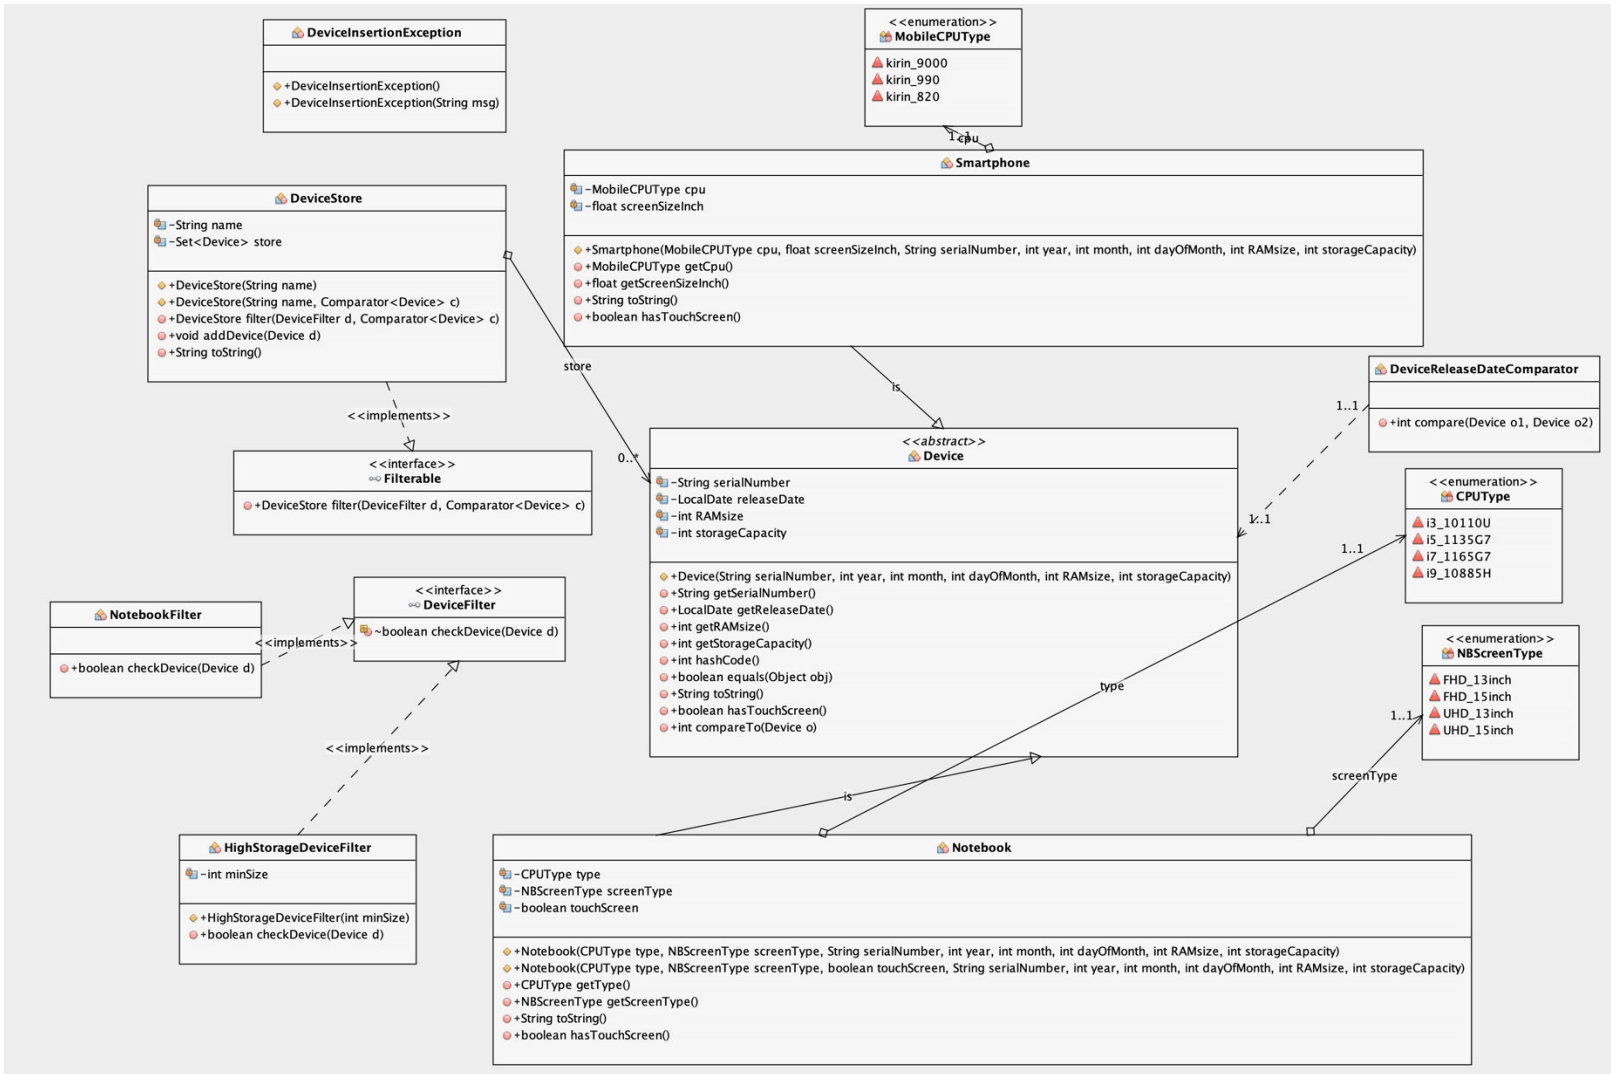 DeviceInsertionException
+DeviceInsertionException()
+DeviceInsertionException(String msg)
<<enumeration>>
MobileCPUType
kirin_9000
kirin_990
kirin_820
1..1
cpu
Smartphone
-MobileCPUType cpu
-float screenSizeInch
+Smartphone(MobileCPUType cpu, float screenSizeInch, String serialNumber, int year, int month, int dayOfMonth, int RAMsize, int storageCapacity)
+MobileCPUType getCpu()
+float getScreenSizeInch()
+String toString()
+boolean hasTouchScreen()
DeviceStore
-String name
-Set<Device> store
+DeviceStore(String name)
+DeviceStore(String name, Comparator<Device> c)
+DeviceStore filter(DeviceFilter d, Comparator<Device> c)
+void addDevice(Device d)
+String toString()
store
0..*
is
<<implements>>
<<interface>>
Filterable
+DeviceStore filter(DeviceFilter d, Comparator<Device> c)
DeviceReleaseDateComparator
+int compare(Device o1, Device o2)
1..1
1..1
<<abstract>>
Device
-String serialNumber
-LocalDate releaseDate
-int RAMsize
-int storageCapacity
+Device(String serialNumber, int year, int month, int dayOfMonth, int RAMsize, int storageCapacity)
+String getSerialNumber()
+LocalDate getReleaseDate()
+int getRAMsize()
+int getStorageCapacity()
+int hashCode()
+boolean equals(Object obj)
+String toString()
+boolean hasTouchScreen()
+int compareTo(Device o)
<<enumeration>>
CPUType
i3_10110U
i5_1135G7
i7_1165G7
i9_10885H
1..1
type
<<interface>>
DeviceFilter
~boolean checkDevice(Device d)
NotebookFilter
+boolean checkDevice(Device d)
<<implements>>
<<implements>>
<<enumeration>>
NBScreenType
FHD_13inch
FHD_15inch
UHD_13inch
UHD_15inch
1..1
screenType
is
HighStorageDeviceFilter
-int minSize
+HighStorageDeviceFilter(int minSize)
+boolean checkDevice(Device d)
Notebook
-CPUType type
-NBScreenType screenType
-boolean touchScreen
+Notebook(CPUType type, NBScreenType screenType, String serialNumber, int year, int month, int dayOfMonth, int RAMsize, int storageCapacity)
+Notebook(CPUType type, NBScreenType screenType, boolean touchScreen, String serialNumber, int year, int month, int dayOfMonth, int RAMsize, int storageCapacity)
+CPUType getType()
+NBScreenType getScreenType()
+String toString()
+boolean hasTouchScreen()